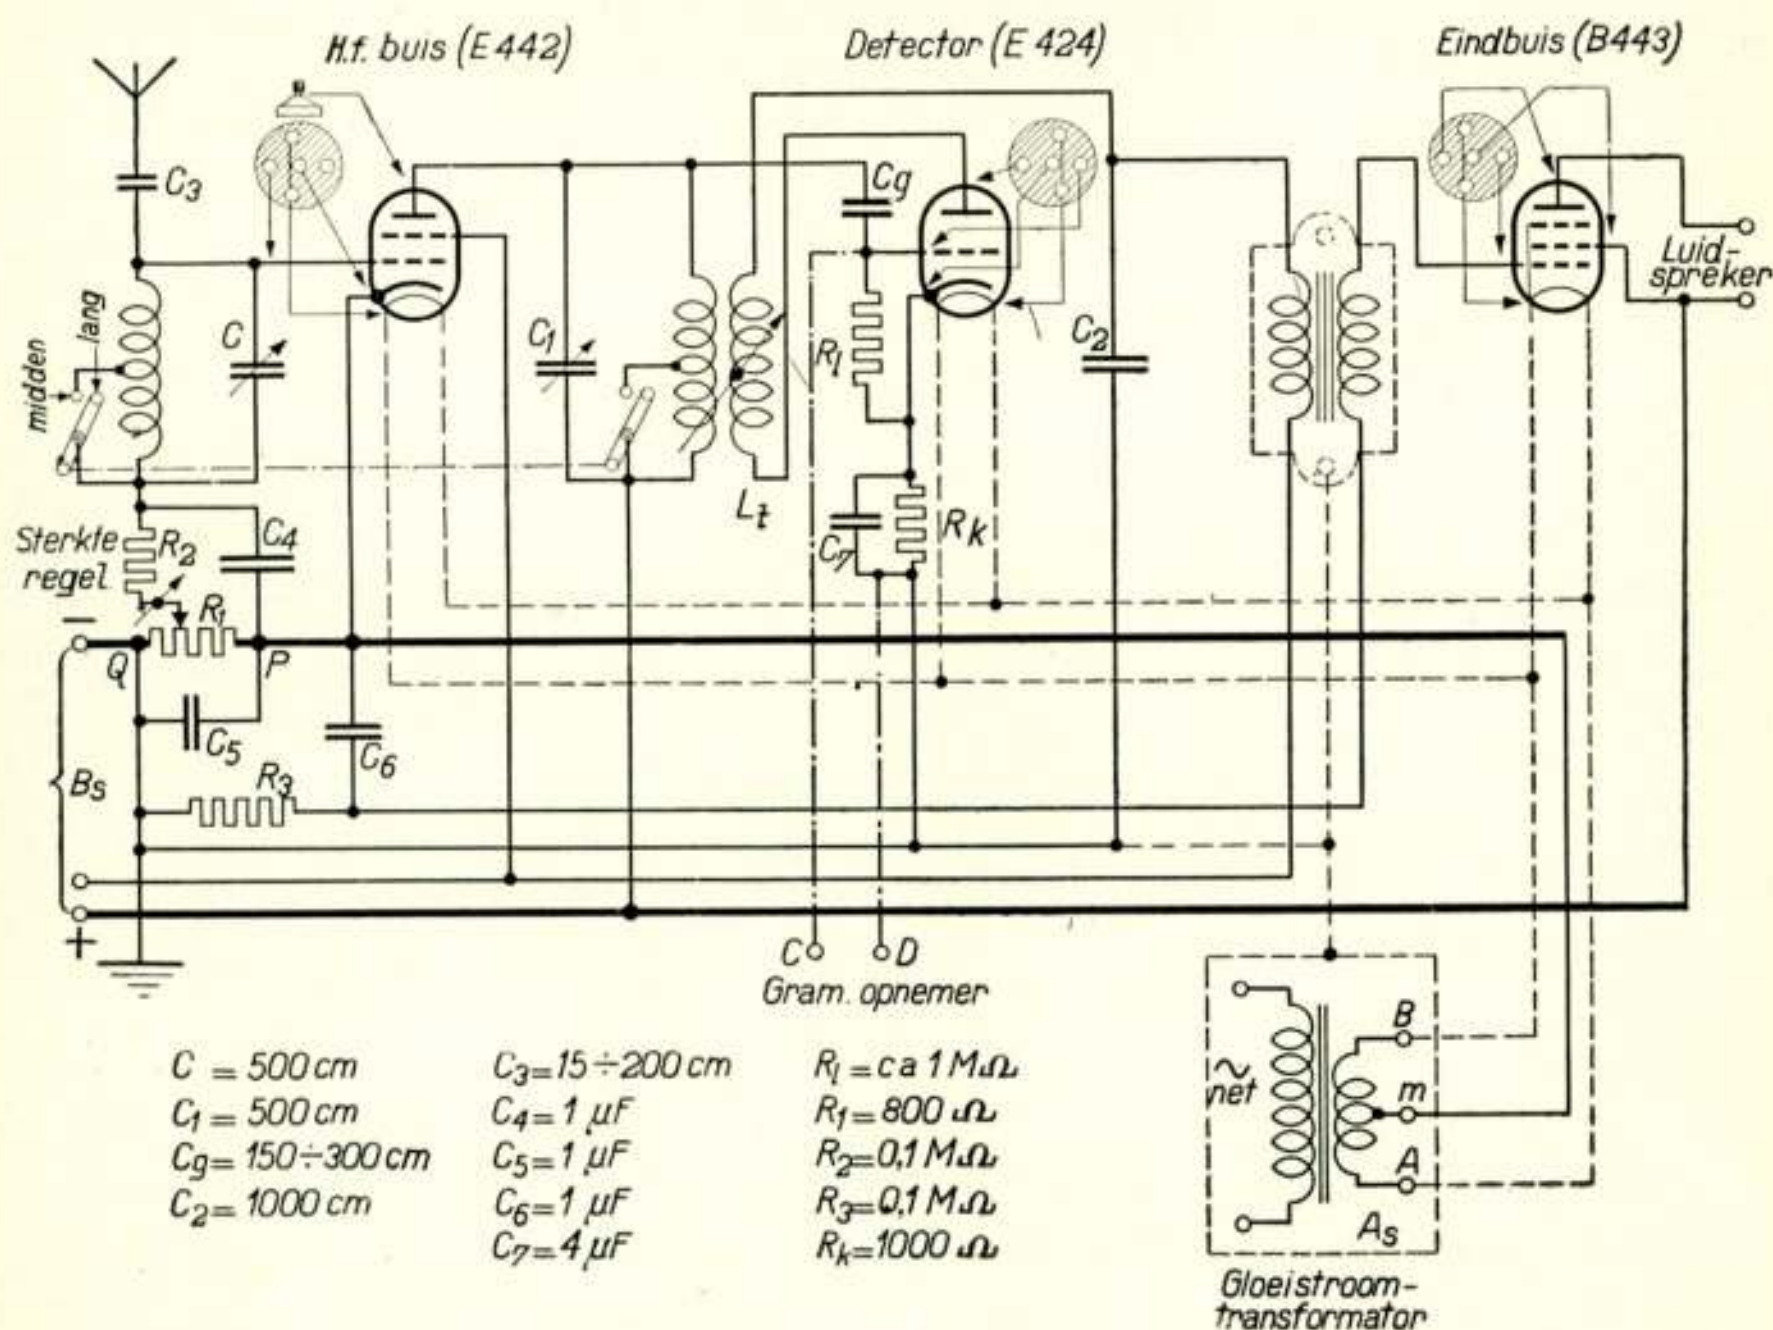 H.f. buis (E 442)
Detector (E 424)
Eindbuis (B443)
C3
Cg
Luid-
spreker
midden
lang
C
C1
Rl
C2
Lt
Sterkte
regel
R2
C4
C7
Rk
−
R1
Q
P
C5
C6
Bs
R3
+
C
D
Gram. opnemer
C = 500 cm
C1 = 500 cm
Cg = 150÷300 cm
C2 = 1000 cm
C3 = 15÷200 cm
C4 = 1 µF
C5 = 1 µF
C6 = 1 µF
C7 = 4 µF
Rl = ca 1 MΩ
R1 = 800 Ω
R2 = 0,1 MΩ
R3 = 0,1 MΩ
Rk = 1000 Ω
~
net
B
m
A
As
Gloeistroom-
transformator